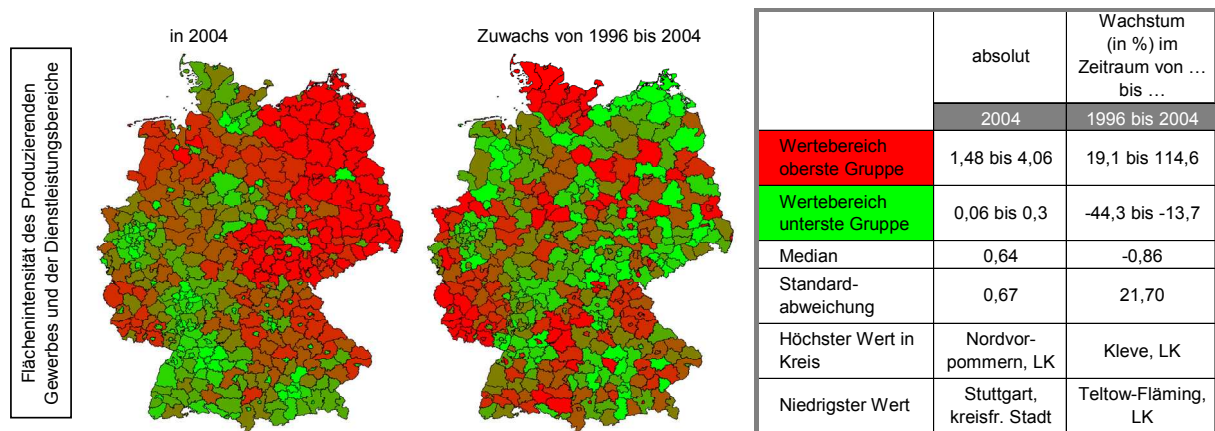 Flächenintensität des Produzierenden
Gewerbes und der Dienstleistungsbereiche
in 2004
Zuwachs von 1996 bis 2004
absolut
Wachstum
(in %) im
Zeitraum von …
bis …
2004
1996 bis 2004
Wertebereich
oberste Gruppe
1,48 bis 4,06
19,1 bis 114,6
Wertebereich
unterste Gruppe
0,06 bis 0,3
-44,3 bis -13,7
Median
0,64
-0,86
Standard-
abweichung
0,67
21,70
Höchster Wert in
Kreis
Nordvor-
pommern, LK
Kleve, LK
Niedrigster Wert
Stuttgart,
kreisfr. Stadt
Teltow-Fläming,
LK